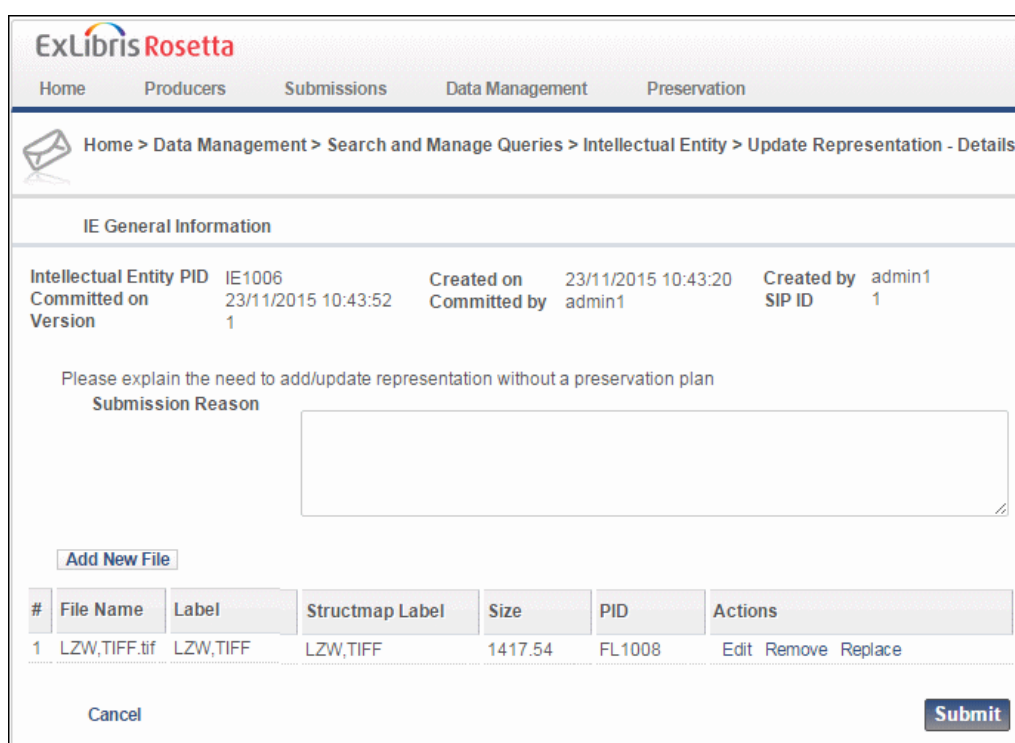 ExLibris Rosetta
Home Producers Submissions Data Management Preservation
Home > Data Management > Search and Manage Queries > Intellectual Entity > Update Representation - Details
IE General Information
Intellectual Entity PID IE1006 Created on 23/11/2015 10:43:20 Created by admin1
Committed on 23/11/2015 10:43:52 Committed by admin1 SIP ID 1
Version 1
Please explain the need to add/update representation without a preservation plan
Submission Reason
Add New File
# File Name Label Structmap Label Size PID Actions
1 LZW,TIFF.tif LZW,TIFF LZW,TIFF 1417.54 FL1008 Edit Remove Replace
Cancel Submit